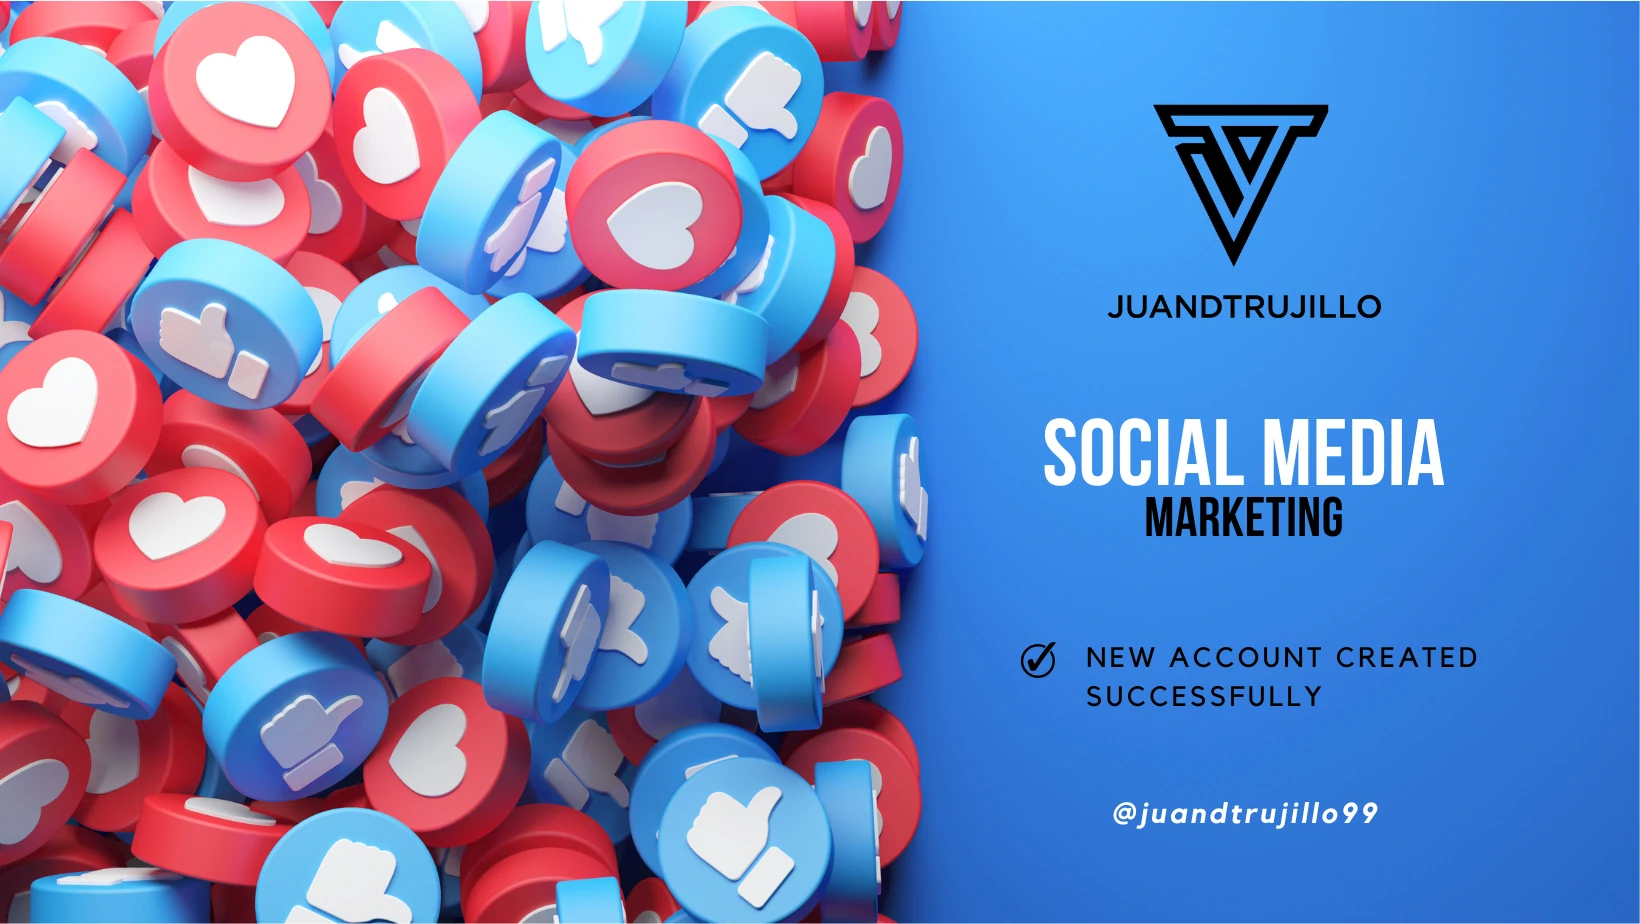 JUANDTRUJILLO
SOCIAL MEDIA
MARKETING
NEW ACCOUNT CREATED
SUCCESSFULLY
@juandtrujillo99